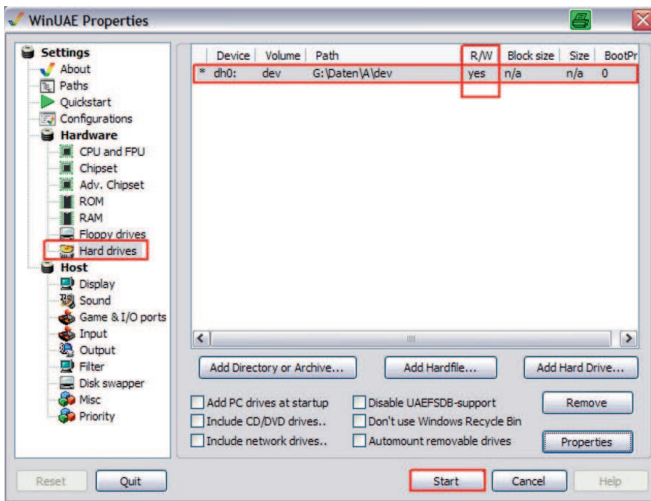 WinUAE Properties
Settings
About
Paths
Quickstart
Configurations
Hardware
CPU and FPU
Chipset
Adv. Chipset
ROM
RAM
Floppy drives
Hard drives
Host
Display
Sound
Game & I/O ports
Input
Output
Filter
Disk swapper
Misc
Priority
Device Volume Path R/W Block size Size BootPr
* dh0: dev G:\Daten\A\dev yes n/a n/a 0
Add Directory or Archive... Add Hardfile... Add Hard Drive...
Add PC drives at startup Disable UAEFSDB-support Remove
Include CD/DVD drives.. Don't use Windows Recycle Bin
Include network drives.. Automount removable drives Properties
Reset Quit Start Cancel Help